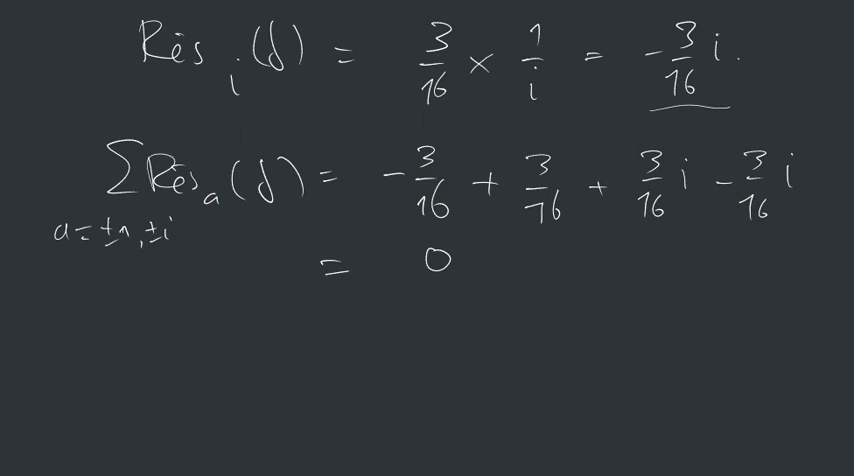 Rés_i(f) = 3/16 × 1/i = -3/16 i.
∑ Rés_a(f) = -3/16 + 3/16 + 3/16 i - 3/16 i
a = ±1, ±i
= 0